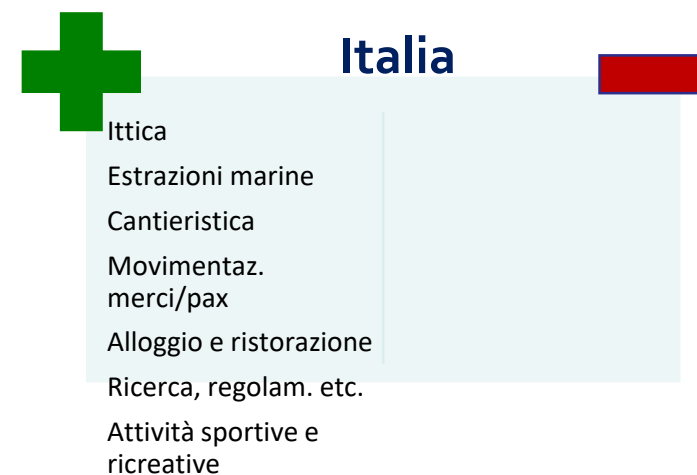 Italia
Ittica
Estrazioni marine
Cantieristica
Movimentaz.
merci/pax
Alloggio e ristorazione
Ricerca, regolam. etc.
Attività sportive e
ricreative